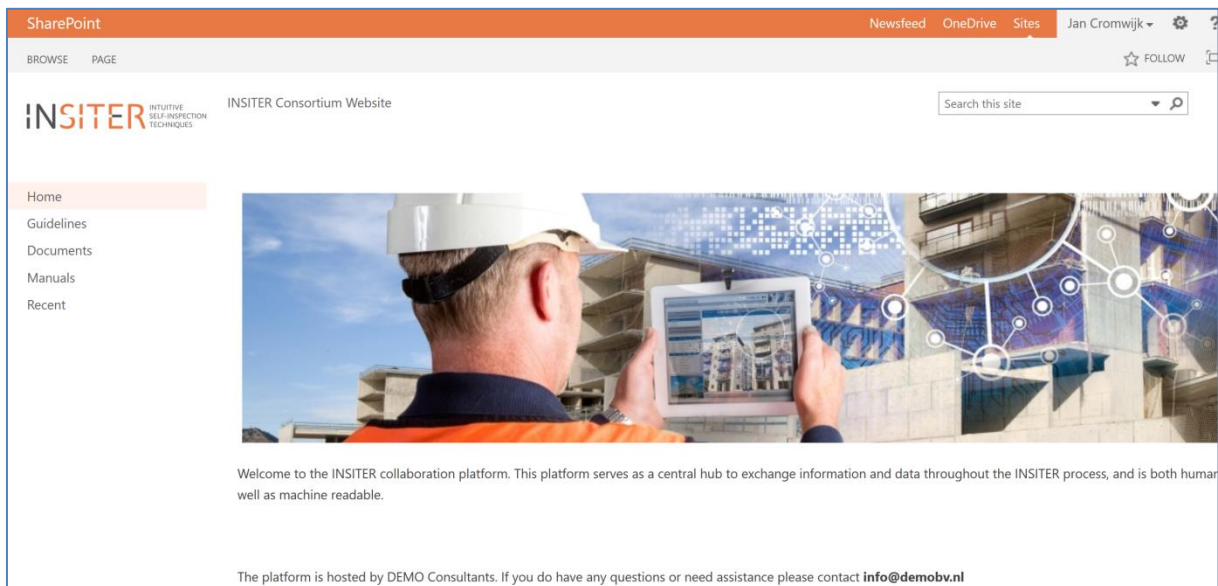 SharePoint
Newsfeed OneDrive Sites Jan Cromwijk ?
BROWSE PAGE
FOLLOW
INSITER INTUITIVE
SELF-INSPECTION
TECHNIQUES
INSITER Consortium Website
Search this site
Home
Guidelines
Documents
Manuals
Recent
Welcome to the INSITER collaboration platform. This platform serves as a central hub to exchange information and data throughout the INSITER process, and is both human
well as machine readable.
The platform is hosted by DEMO Consultants. If you do have any questions or need assistance please contact info@demobv.nl